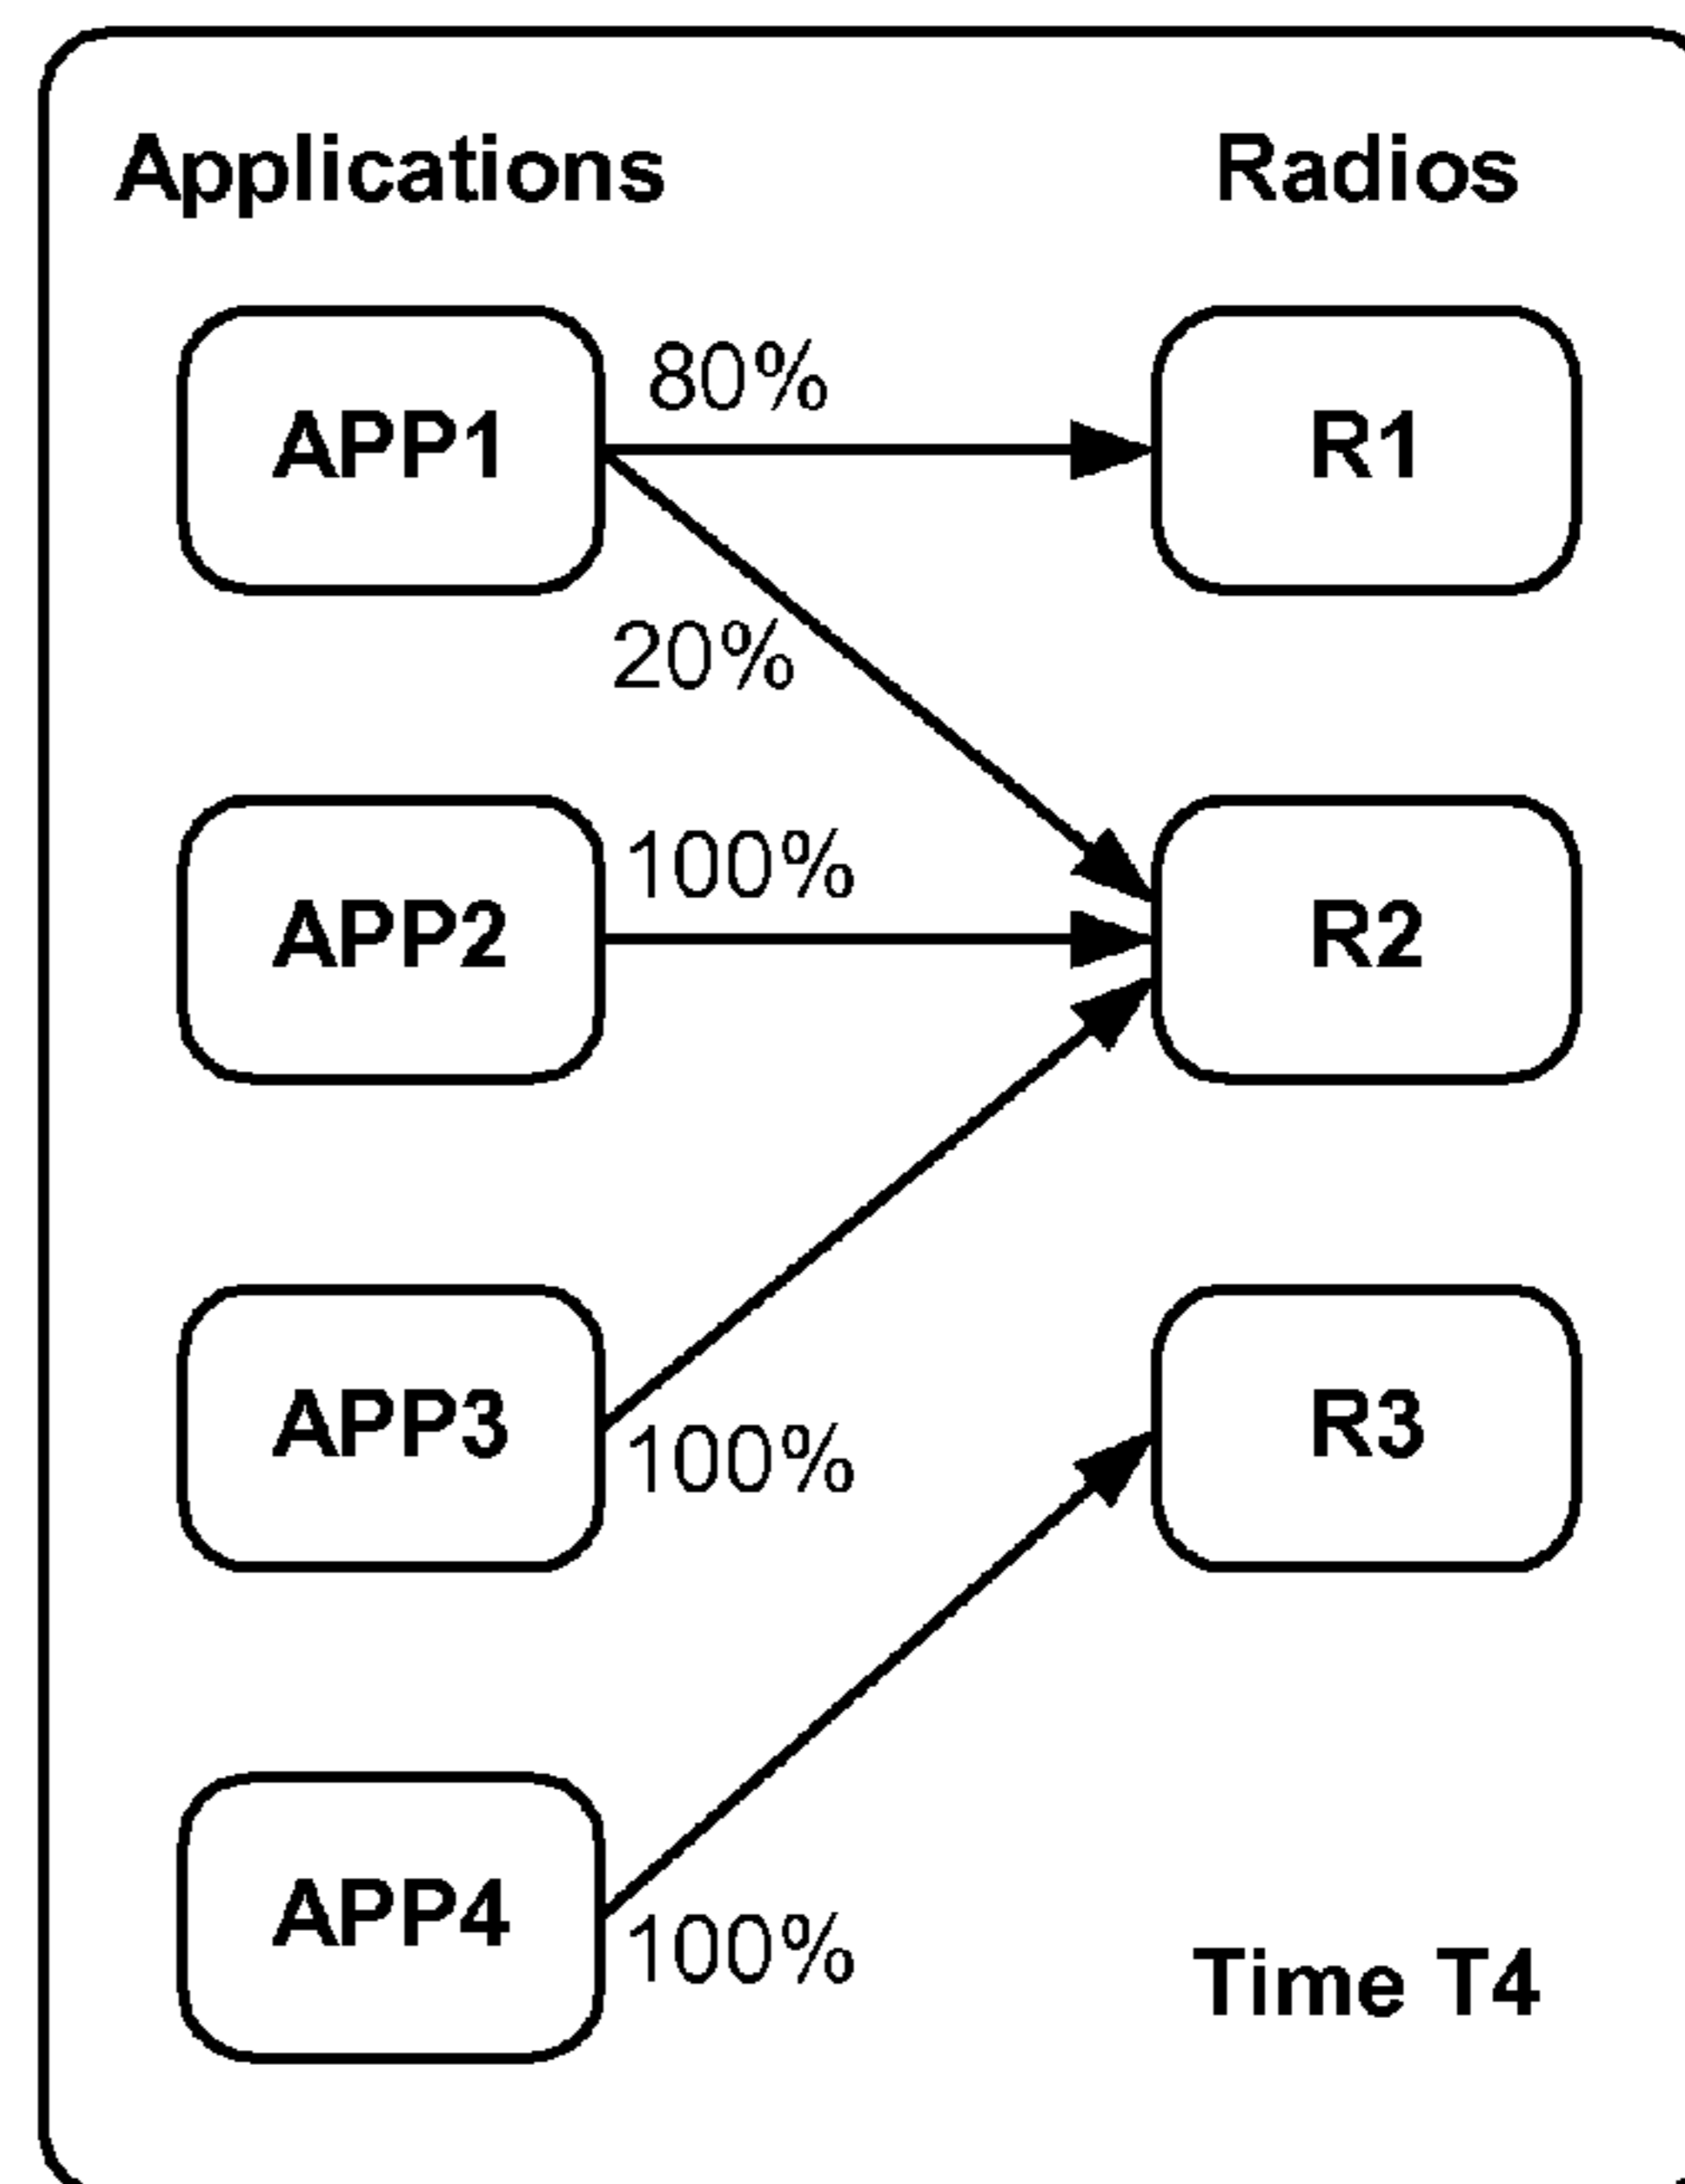 Applications Radios
80%
APP1 R1
20%
100%
APP2 R2
APP3 R3
100%
APP4
100%
Time T4